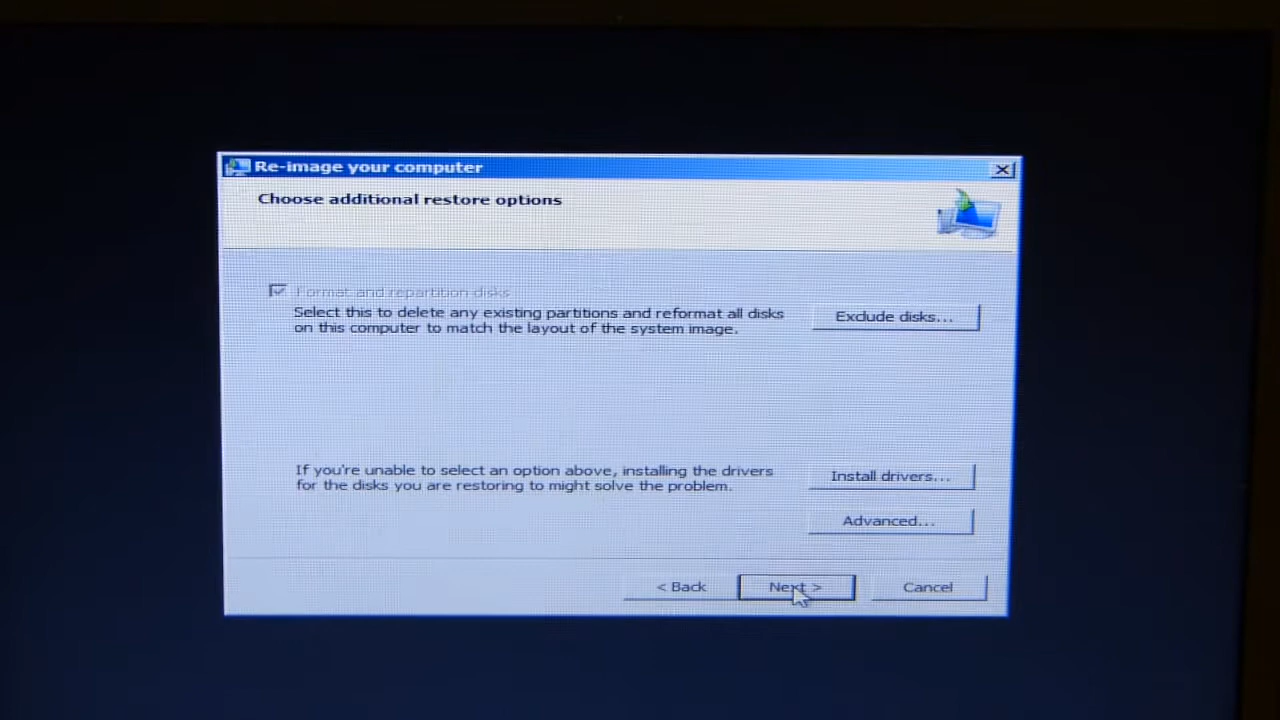 Re-image your computer
Choose additional restore options
Format and repartition disks
Select this to delete any existing partitions and reformat all disks
on this computer to match the layout of the system image.
Exclude disks...
If you're unable to select an option above, installing the drivers
for the disks you are restoring to might solve the problem.
Install drivers...
Advanced...
< Back
Next >
Cancel